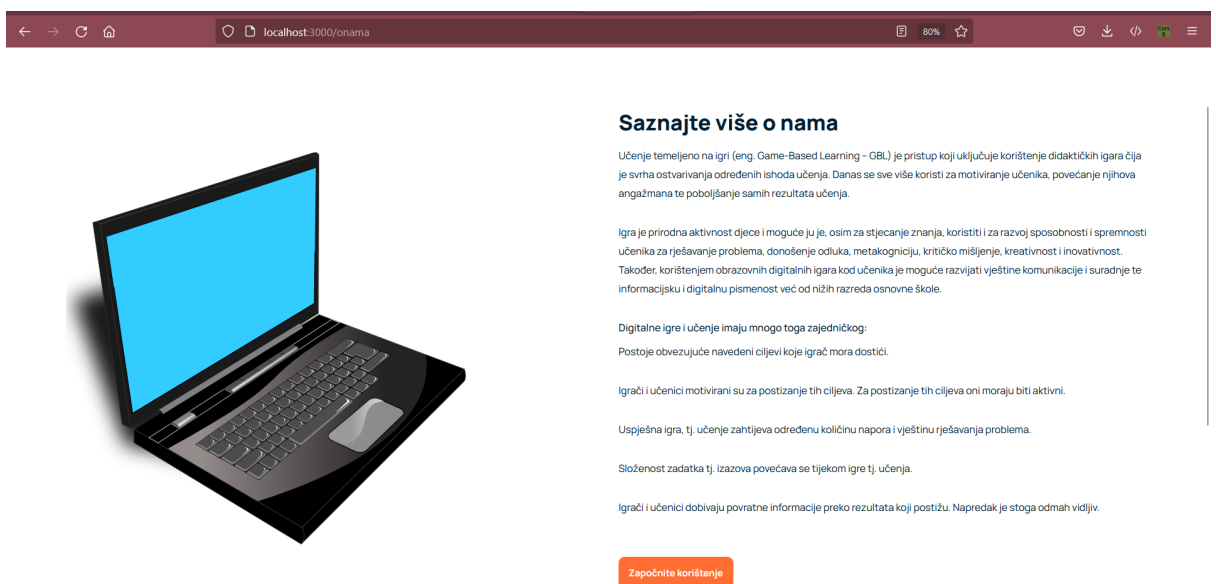 localhost:3000/onama
80%
Saznajte više o nama
Učenje temeljeno na igri (eng. Game-Based Learning – GBL) je pristup koji uključuje korištenje didaktičkih igara čija
je svrha ostvarivanja određenih ishoda učenja. Danas se sve više koristi za motiviranje učenika, povećanje njihova
angažmana te poboljšanje samih rezultata učenja.
Igra je prirodna aktivnost djece i moguće ju je, osim za stjecanje znanja, koristiti i za razvoj sposobnosti i spremnosti
učenika za rješavanje problema, donošenje odluka, metakogniciju, kritičko mišljenje, kreativnost i inovativnost.
Također, korištenjem obrazovnih digitalnih igara kod učenika je moguće razvijati vještine komunikacije i suradnje te
informacijsku i digitalnu pismenost već od nižih razreda osnovne škole.
Digitalne igre i učenje imaju mnogo toga zajedničkog:
Postoje obvezujuće navedeni ciljevi koje igrač mora dostići.
Igrači i učenici motivirani su za postizanje tih ciljeva. Za postizanje tih ciljeva oni moraju biti aktivni.
Uspješna igra, tj. učenje zahtijeva određenu količinu napora i vještinu rješavanja problema.
Složenost zadatka tj. izazova povećava se tijekom igre tj. učenja.
Igrači i učenici dobivaju povratne informacije preko rezultata koji postižu. Napredak je stoga odmah vidljiv.
Započnite korištenje